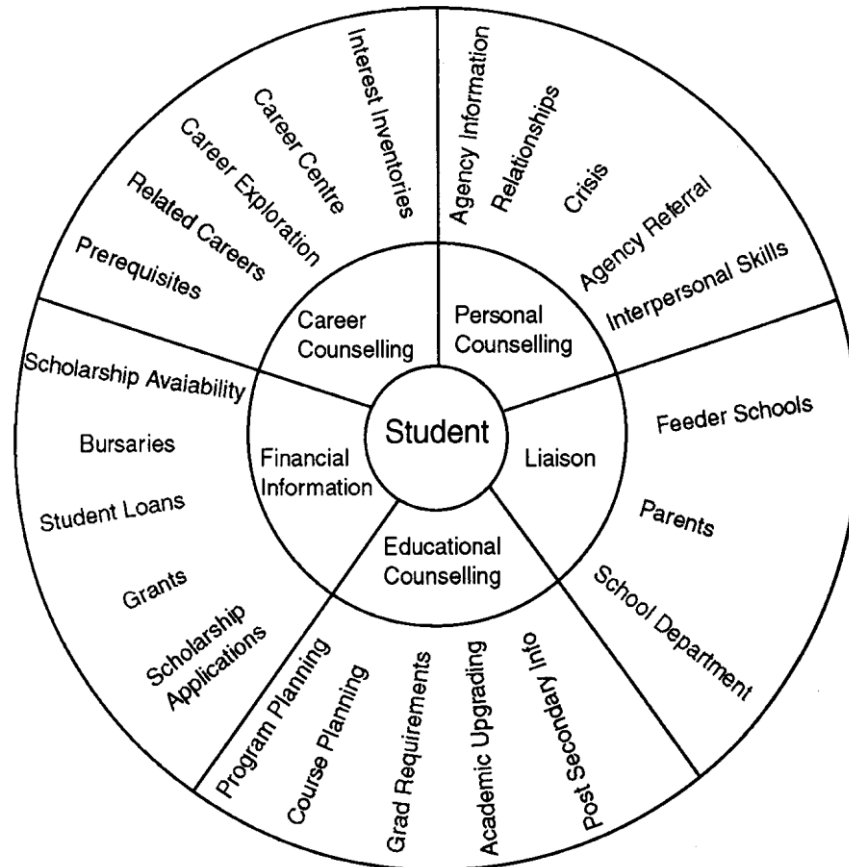 Student
Career
Counselling
Personal
Counselling
Liaison
Educational
Counselling
Financial
Information
Prerequisites
Related Careers
Career Exploration
Career Centre
Interest Inventories
Agency Information
Relationships
Crisis
Agency Referral
Interpersonal Skills
Feeder Schools
Parents
School Department
Post Secondary Info
Academic Upgrading
Grad Requirements
Course Planning
Program Planning
Scholarship
Applications
Grants
Student Loans
Bursaries
Scholarship Avaiability